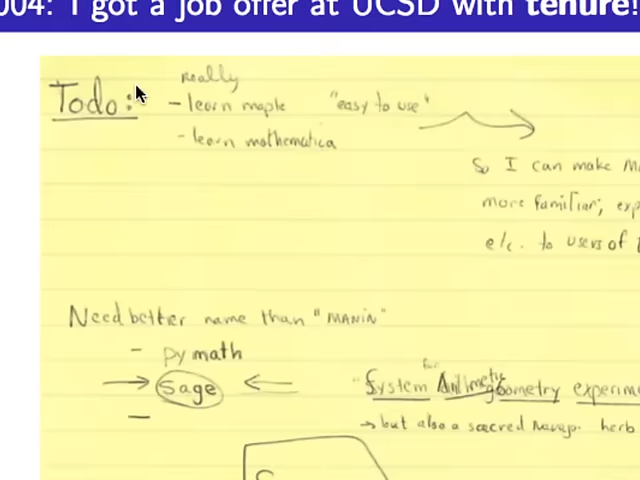 004: I got a job offer at UCSD with tenure!
really
Todo: - learn maple "easy to use"
- learn mathematica
So I can make
more familiar,
etc. to users of
Need better name than "MANIN"
- pymath
Sage
for
System Arithmetic geometry experim
→ but also a sacred herb